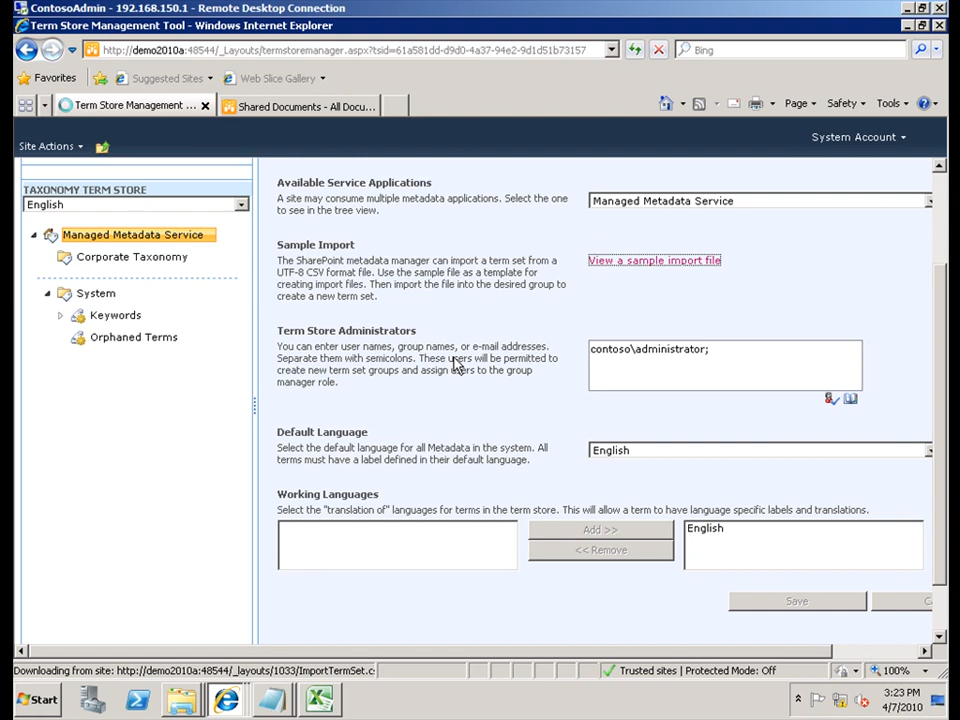 ContosoAdmin - 192.168.150.1 - Remote Desktop Connection
Term Store Management Tool - Windows Internet Explorer
http://demo2010a:48544/_Layouts/termstoremanager.aspx?tsid=61a581dd-d9d0-4a37-94e2-9d1d51b73157
Bing
Favorites
Suggested Sites
Web Slice Gallery
Term Store Management ...
Shared Documents - All Docu...
Page
Safety
Tools
System Account
Site Actions
TAXONOMY TERM STORE
English
Managed Metadata Service
Corporate Taxonomy
System
Keywords
Orphaned Terms
Available Service Applications
A site may consume multiple metadata applications. Select the one
to see in the tree view.
Managed Metadata Service
Sample Import
The SharePoint metadata manager can import a term set from a
UTF-8 CSV format file. Use the sample file as a template for
creating import files. Then import the file into the desired group to
create a new term set.
View a sample import file
Term Store Administrators
You can enter user names, group names, or e-mail addresses.
Separate them with semicolons. These users will be permitted to
create new term set groups and assign users to the group
manager role.
contoso\administrator;
Default Language
Select the default language for all Metadata in the system. All
terms must have a label defined in their default language.
English
Working Languages
Select the "translation of" languages for terms in the term store. This will allow a term to have language specific labels and translations.
Add >>
<< Remove
English
Save
C
Downloading from site: http://demo2010a:48544/_layouts/1033/ImportTermSet.c
Trusted sites | Protected Mode: Off
100%
Start
3:23 PM
4/7/2010